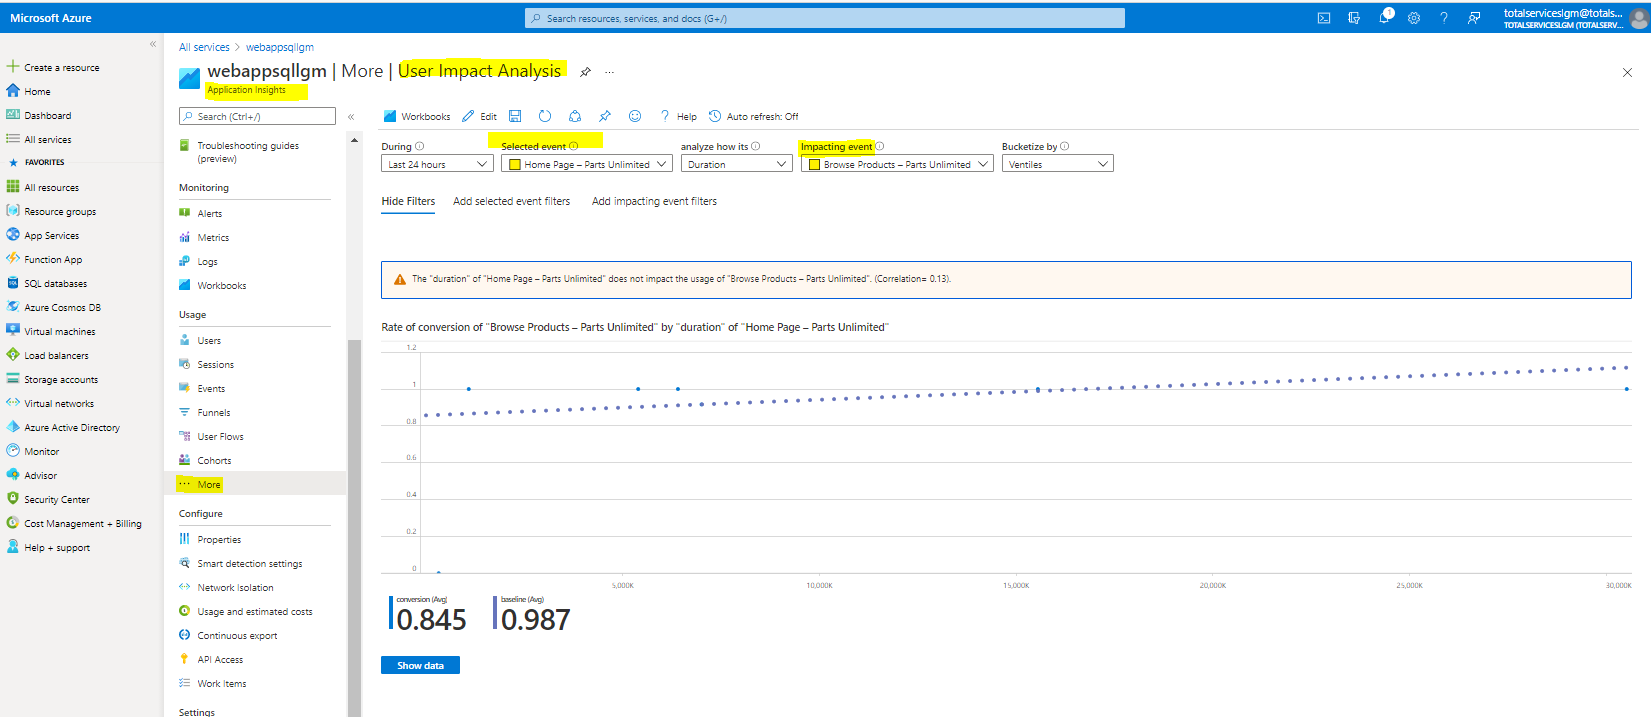 Microsoft Azure
Search resources, services, and docs (G+/)
1
totalserviceslgm@totals...
TOTALSERVICESLGM (TOTALSERV...
«
Create a resource
Home
Dashboard
All services
FAVORITES
All resources
Resource groups
App Services
Function App
SQL databases
Azure Cosmos DB
Virtual machines
Load balancers
Storage accounts
Virtual networks
Azure Active Directory
Monitor
Advisor
Security Center
Cost Management + Billing
Help + support
All services > webappsqllgm
webappsqllgm | More | User Impact Analysis
Application Insights
Search (Ctrl+/)
«
Troubleshooting guides
(preview)
Monitoring
Alerts
Metrics
Logs
Workbooks
Usage
Users
Sessions
Events
Funnels
User Flows
Cohorts
More
Configure
Properties
Smart detection settings
Network Isolation
Usage and estimated costs
Continuous export
API Access
Work Items
Settings
Workbooks Edit ? Help Auto refresh: Off
During Selected event analyze how its Impacting event Bucketize by
Last 24 hours Home Page – Parts Unlimited Duration Browse Products – Parts Unlimited Ventiles
Hide Filters Add selected event filters Add impacting event filters
The "duration" of "Home Page – Parts Unlimited" does not impact the usage of "Browse Products – Parts Unlimited". (Correlation= 0.13).
Rate of conversion of "Browse Products – Parts Unlimited" by "duration" of "Home Page – Parts Unlimited"
1.2
1
0.8
0.6
0.4
0.2
0
5,000K 10,000K 15,000K 20,000K 25,000K 30,000K
conversion (Avg) baseline (Avg)
0.845 0.987
Show data